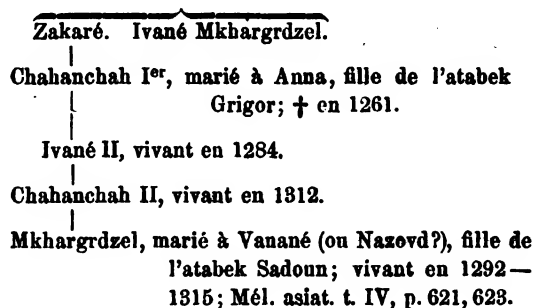 Zakaré. Ivané Mkhargrdzel.
Chahanchah Iᵉʳ, marié à Anna, fille de l'atabek
Grigor; † en 1261.
Ivané II, vivant en 1284.
Chahanchah II, vivant en 1312.
Mkhargrdzel, marié à Vanané (ou Nazovd?), fille de
l'atabek Sadoun; vivant en 1292—
1315; Mél. asiat. t. IV, p. 621, 623.